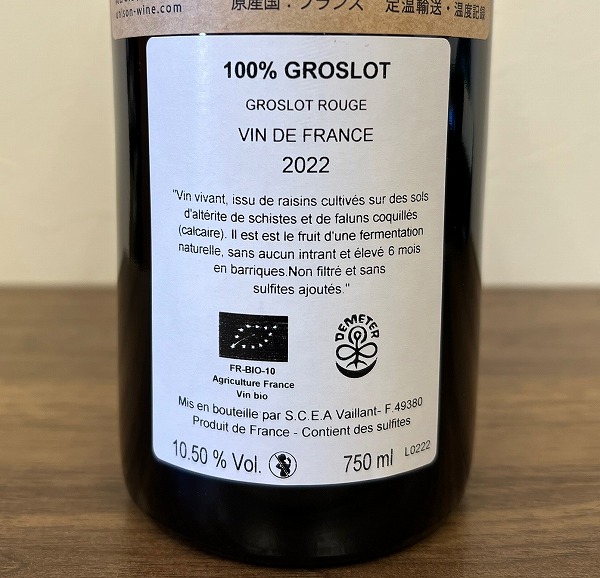 nison-wine.com
原産国：フランス 定温輸送・温度記録
100% GROSLOT
GROSLOT ROUGE
VIN DE FRANCE
2022
"Vin vivant, issu de raisins cultivés sur des sols
d'altérite de schistes et de faluns coquillés
(calcaire). Il est est le fruit d'une fermentation
naturelle, sans aucun intrant et élevé 6 mois
en barriques.Non filtré et sans
sulfites ajoutés."
DEMETER
FR-BIO-10
Agriculture France
Vin bio
Mis en bouteille par S.C.E.A Vaillant- F.49380
Produit de France - Contient des sulfites
10.50 % Vol. 750 ml L0222